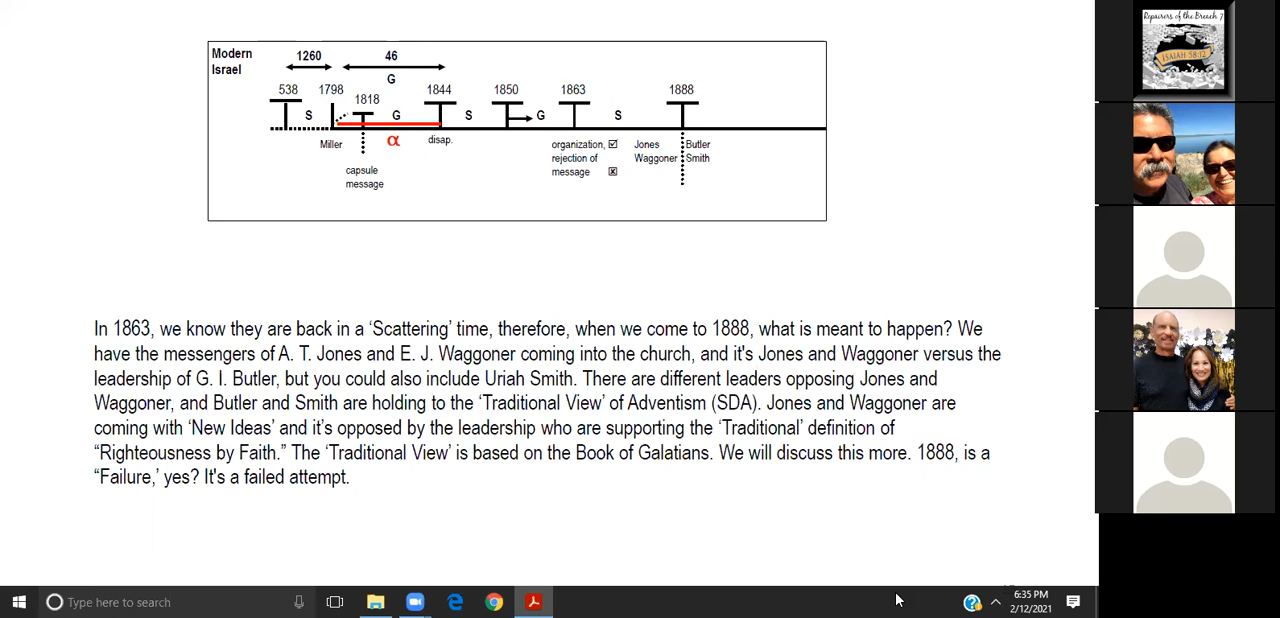 Modern
Israel
1260
46
G
538
1798
1818
1844
1850
1863
1888
S
G
S
G
S
α
Miller
disap.
capsule
message
organization, ☑
rejection of
message ☒
Jones
Waggoner
Butler
Smith
In 1863, we know they are back in a ‘Scattering’ time, therefore, when we come to 1888, what is meant to happen? We
have the messengers of A. T. Jones and E. J. Waggoner coming into the church, and it's Jones and Waggoner versus the
leadership of G. I. Butler, but you could also include Uriah Smith. There are different leaders opposing Jones and
Waggoner, and Butler and Smith are holding to the ‘Traditional View’ of Adventism (SDA). Jones and Waggoner are
coming with ‘New Ideas’ and it’s opposed by the leadership who are supporting the ‘Traditional’ definition of
“Righteousness by Faith.” The ‘Traditional View’ is based on the Book of Galatians. We will discuss this more. 1888, is a
“Failure,’ yes? It's a failed attempt.
Repairers of the Breach 7
ISAIAH 58:12
Type here to search
6:35 PM
2/12/2021